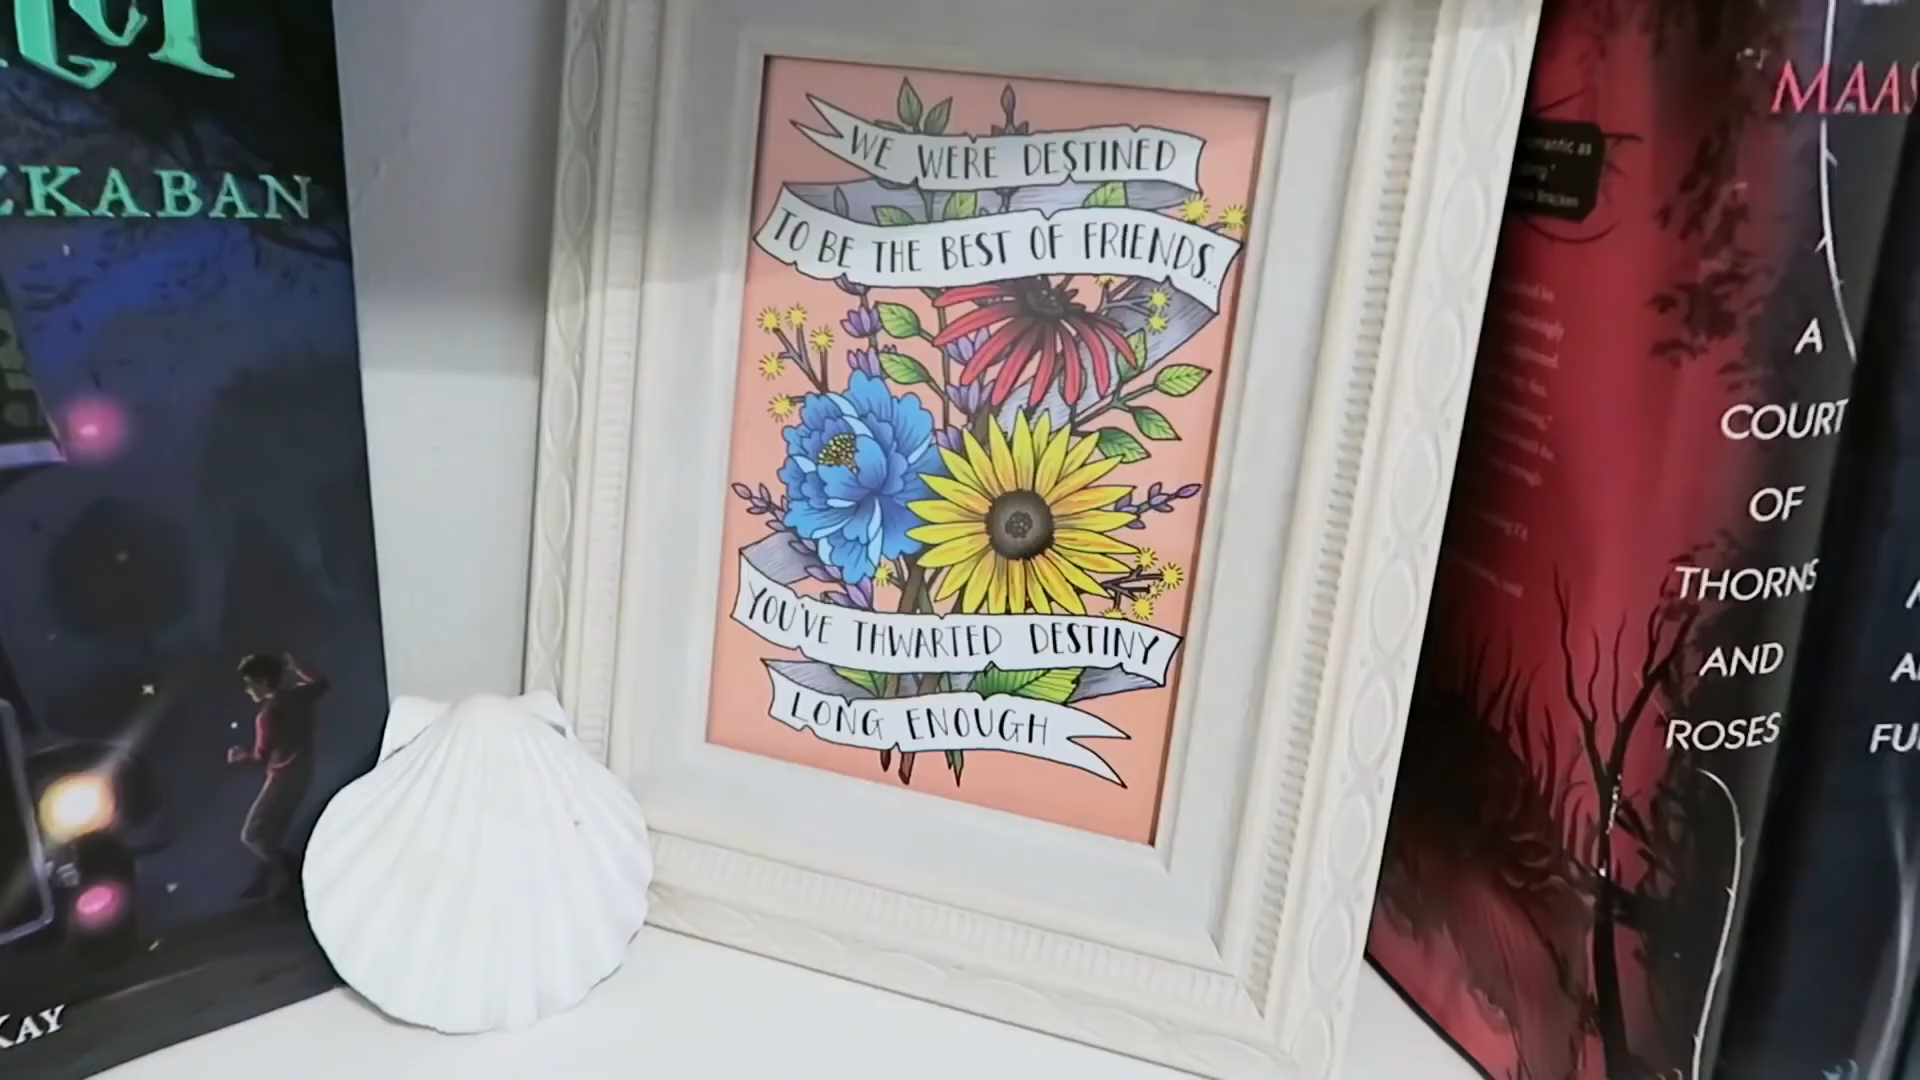 ZKABAN
KAY
WE WERE DESTINED
TO BE THE BEST OF FRIENDS...
YOU'VE THWARTED DESTINY
LONG ENOUGH
MAAS
A
COURT
OF
THORNS
AND
ROSES